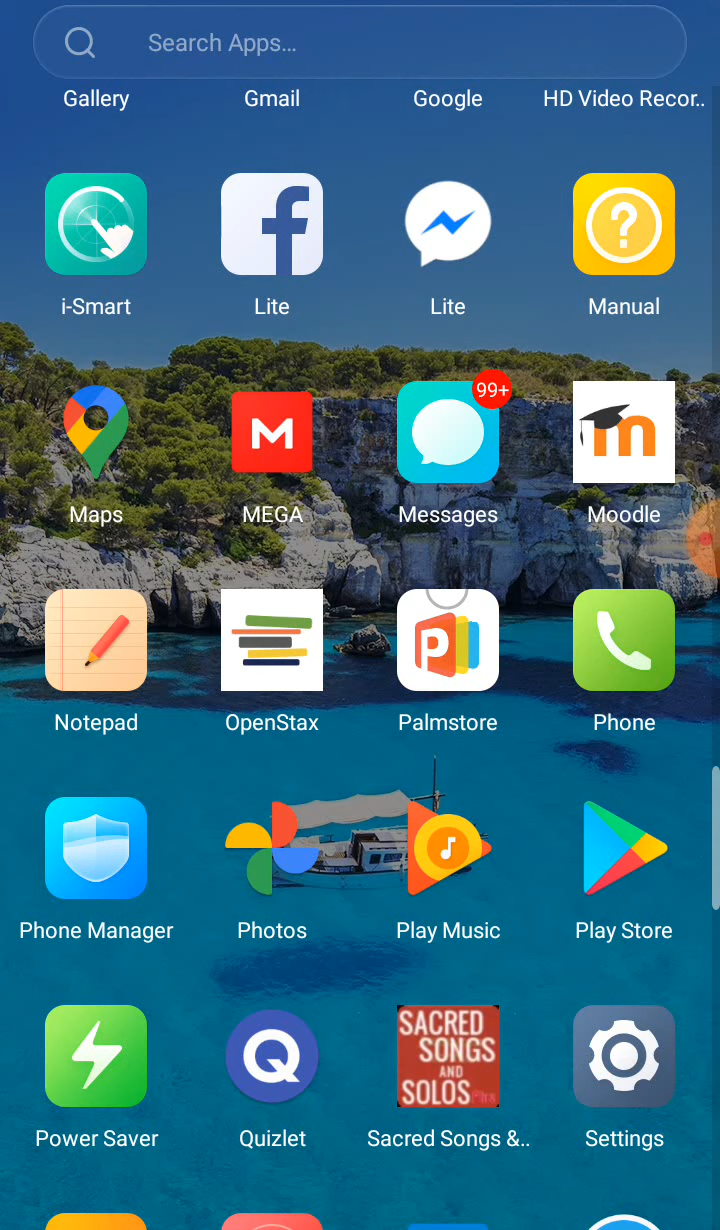 Search Apps...
Gallery
Gmail
Google
HD Video Recor..
i-Smart
Lite
Lite
Manual
99+
Maps
MEGA
Messages
Moodle
Notepad
OpenStax
Palmstore
Phone
Phone Manager
Photos
Play Music
Play Store
SACRED
SONGS
AND
SOLOS Plus
Power Saver
Quizlet
Sacred Songs &..
Settings